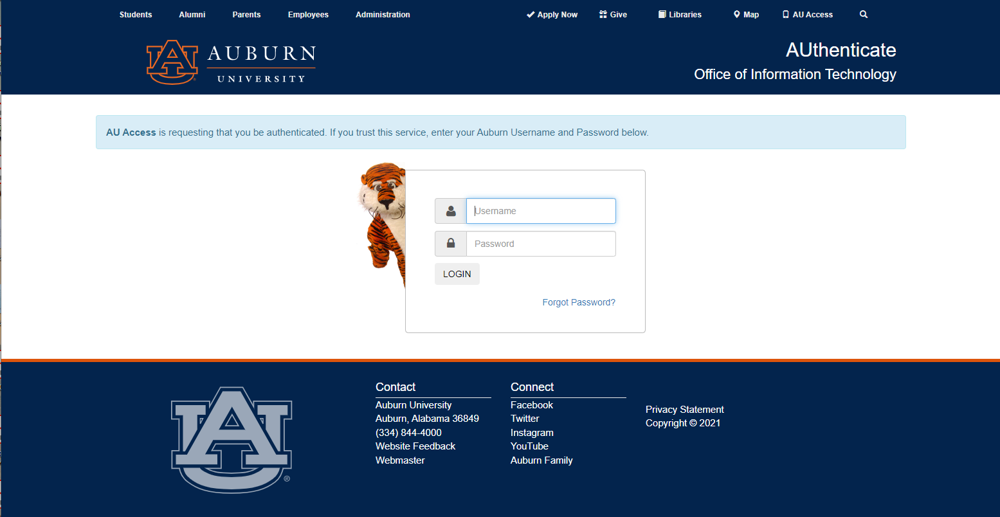 Students Alumni Parents Employees Administration Apply Now Give Libraries Map AU Access
AUBURN
UNIVERSITY
AUthenticate
Office of Information Technology
AU Access is requesting that you be authenticated. If you trust this service, enter your Auburn Username and Password below.
Username
Password
LOGIN
Forgot Password?
Contact
Auburn University
Auburn, Alabama 36849
(334) 844-4000
Website Feedback
Webmaster
Connect
Facebook
Twitter
Instagram
YouTube
Auburn Family
Privacy Statement
Copyright © 2021
AU
®